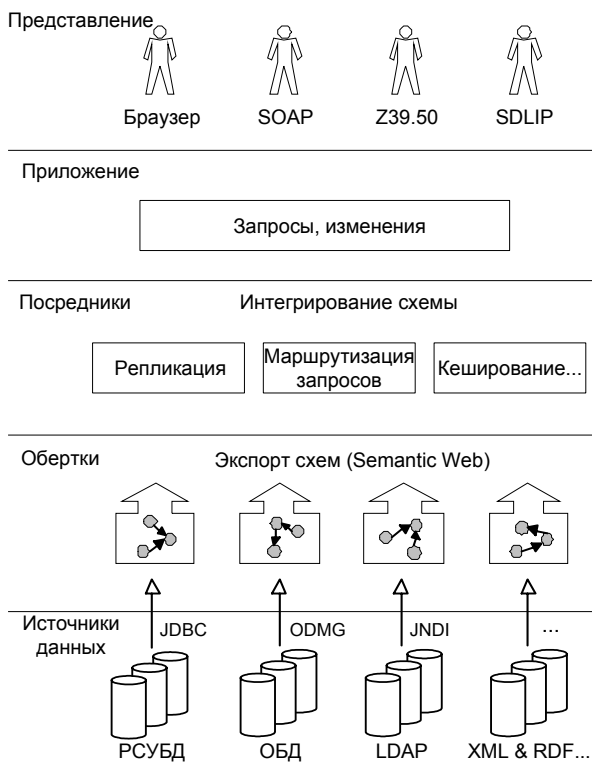 Представление
Браузер SOAP Z39.50 SDLIP
Приложение
Запросы, изменения
Посредники Интегрирование схемы
Репликация
Маршрутизация
запросов
Кеширование...
Обертки Экспорт схем (Semantic Web)
Источники
данных
JDBC ODMG JNDI ...
РСУБД ОБД LDAP XML & RDF...